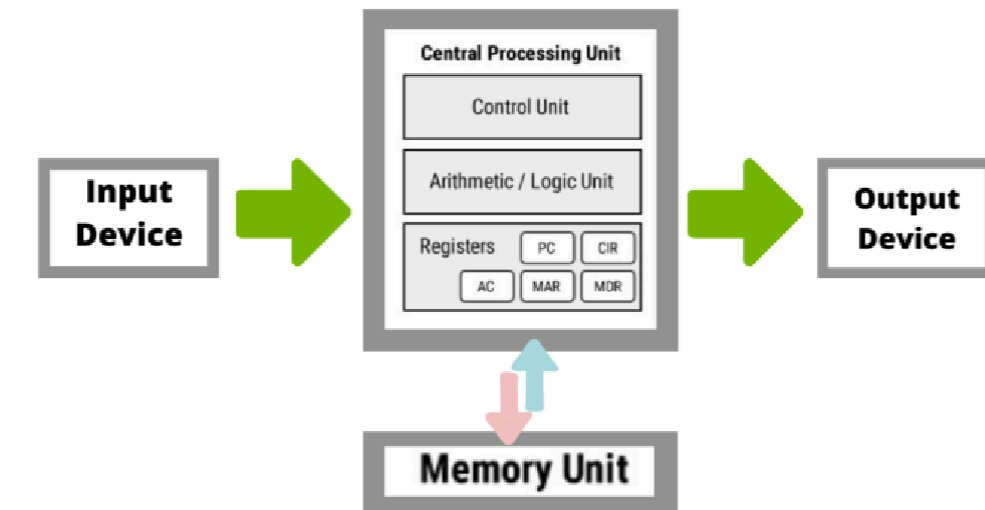 Central Processing Unit
Control Unit
Input
Device
Arithmetic / Logic Unit
Output
Device
Registers PC CIR
AC MAR MDR
Memory Unit